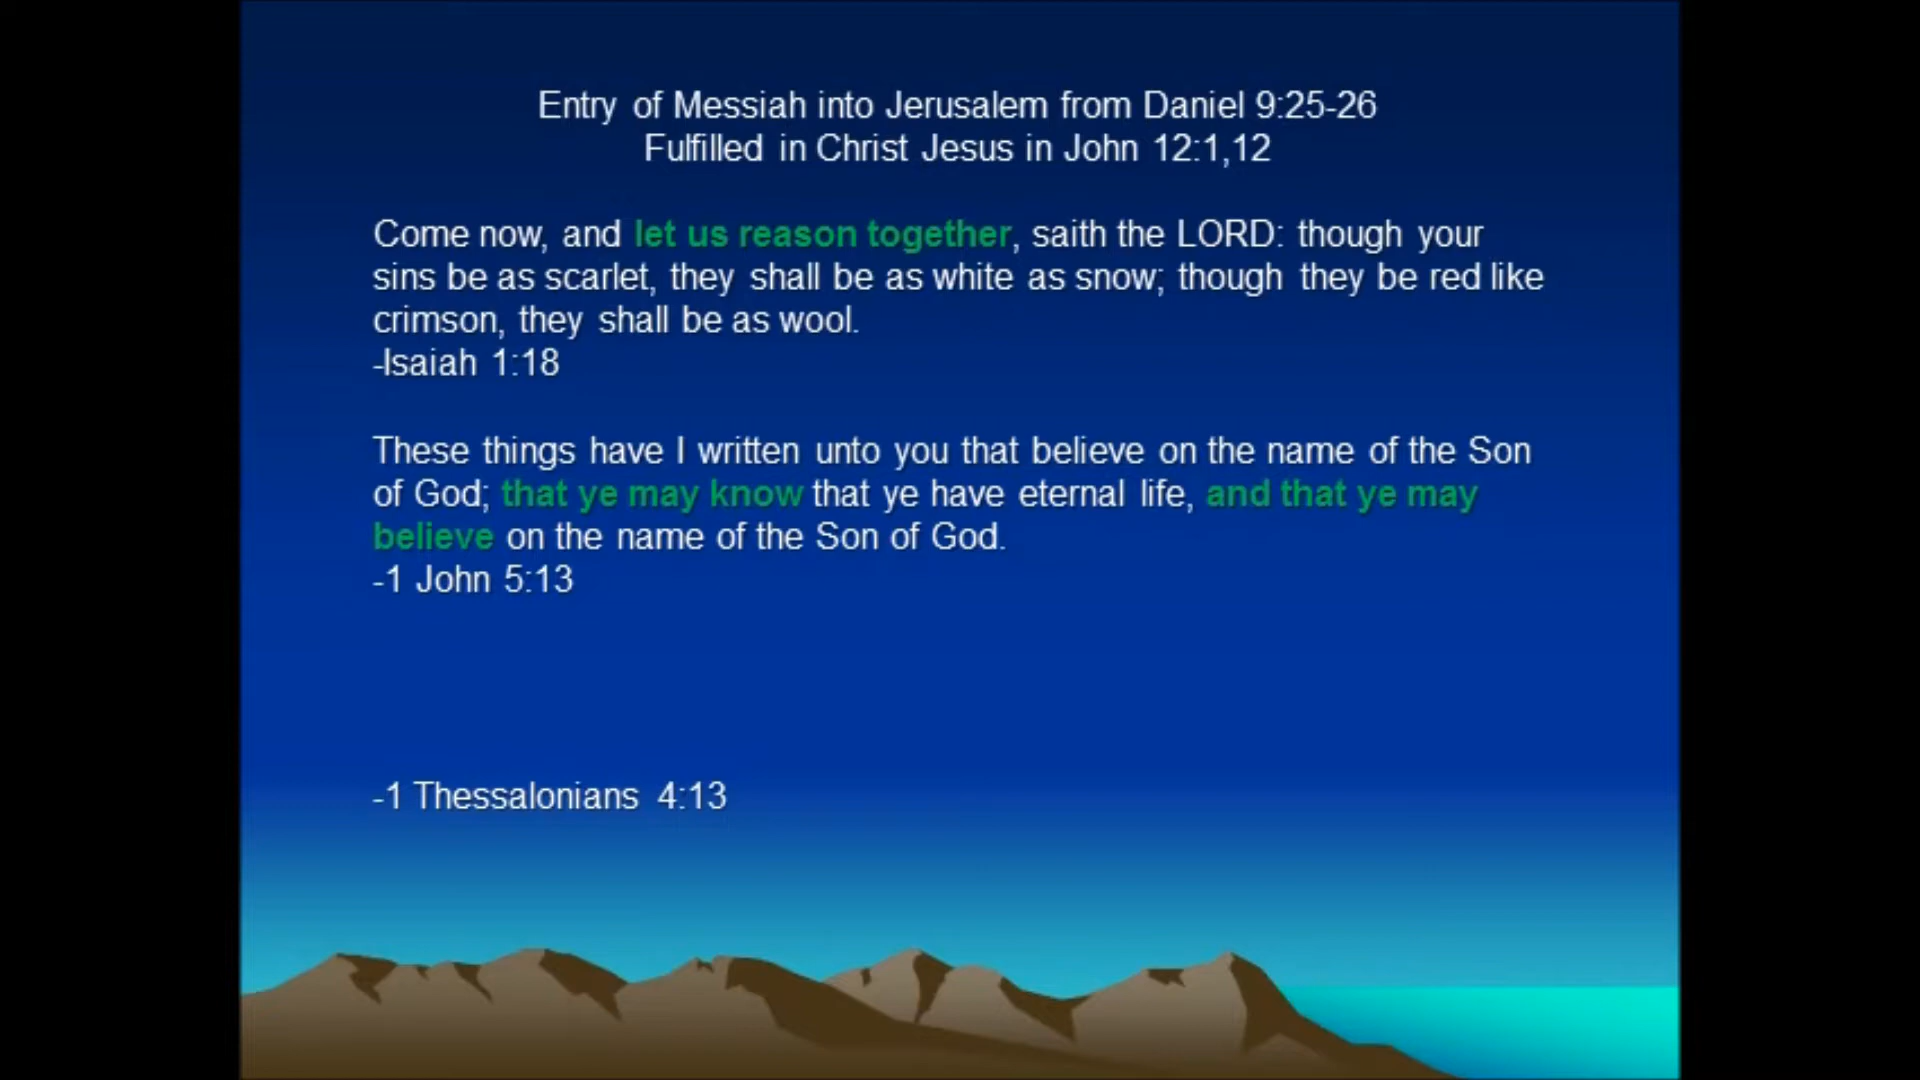 Entry of Messiah into Jerusalem from Daniel 9:25-26
Fulfilled in Christ Jesus in John 12:1,12
Come now, and let us reason together, saith the LORD: though your
sins be as scarlet, they shall be as white as snow; though they be red like
crimson, they shall be as wool.
-Isaiah 1:18
These things have I written unto you that believe on the name of the Son
of God; that ye may know that ye have eternal life, and that ye may
believe on the name of the Son of God.
-1 John 5:13
-1 Thessalonians 4:13